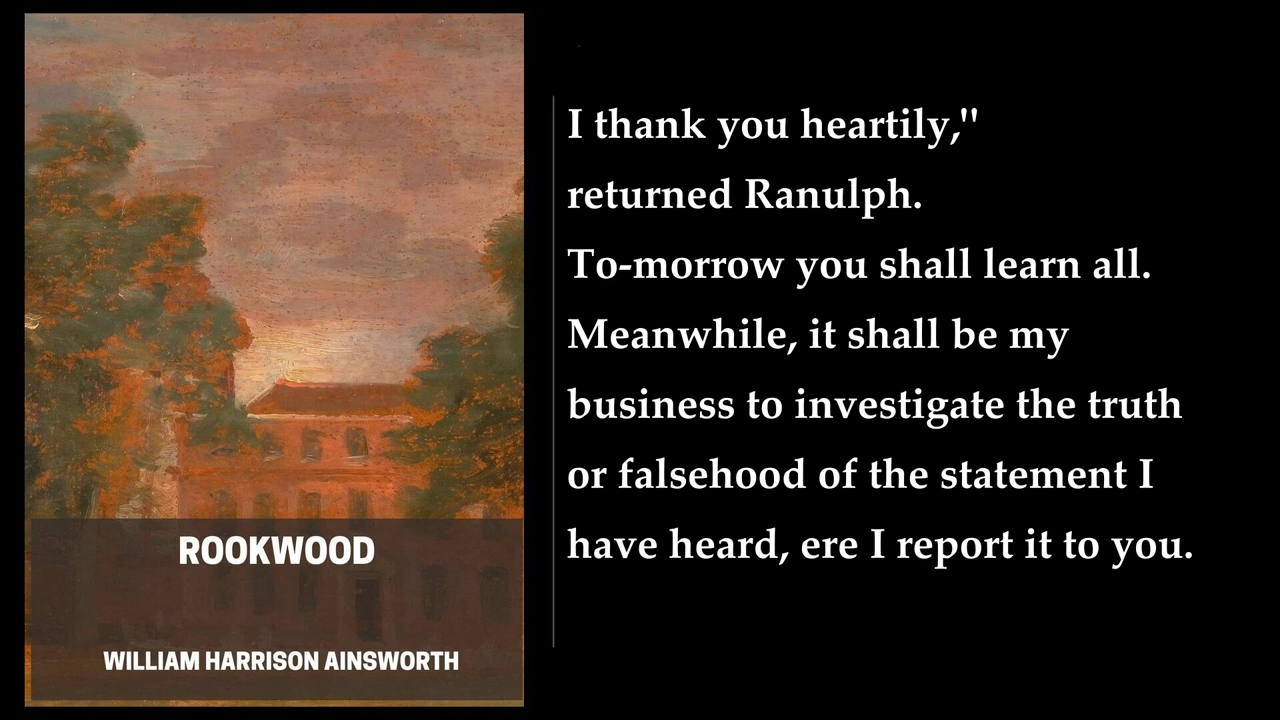 ROOKWOOD
WILLIAM HARRISON AINSWORTH
I thank you heartily,"
returned Ranulph.
To-morrow you shall learn all.
Meanwhile, it shall be my
business to investigate the truth
or falsehood of the statement I
have heard, ere I report it to you.